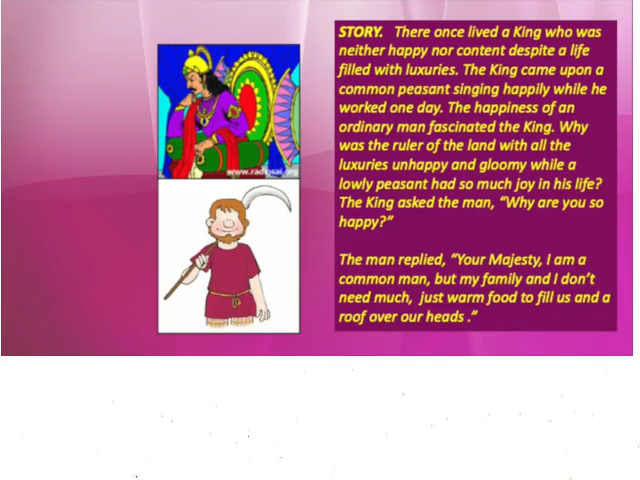 STORY. There once lived a King who was
neither happy nor content despite a life
filled with luxuries. The King came upon a
common peasant singing happily while he
worked one day. The happiness of an
ordinary man fascinated the King. Why
was the ruler of the land with all the
luxuries unhappy and gloomy while a
lowly peasant had so much joy in his life?
The King asked the man, “Why are you so
happy?”
The man replied, “Your Majesty, I am a
common man, but my family and I don’t
need much, just warm food to fill us and a
roof over our heads .”
www.radiosai.org